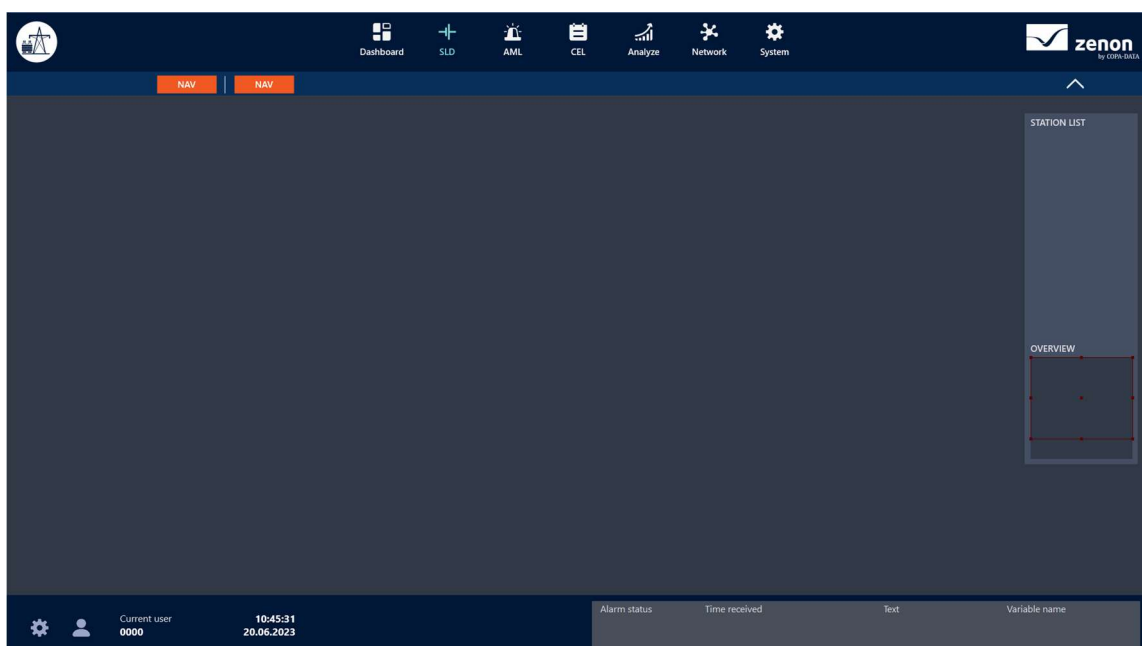 Dashboard
SLD
AML
CEL
Analyze
Network
System
zenon
by COPA-DATA
NAV
NAV
STATION LIST
OVERVIEW
Current user
0000
10:45:31
20.06.2023
Alarm status
Time received
Text
Variable name